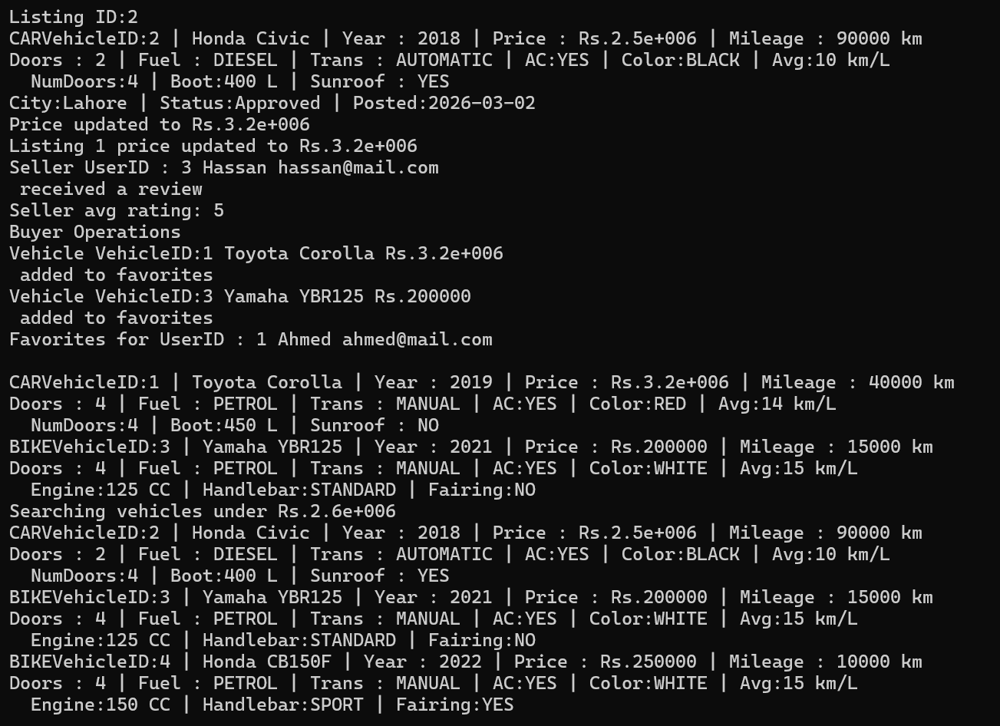 Listing ID:2
CARVehicleID:2 | Honda Civic | Year : 2018 | Price : Rs.2.5e+006 | Mileage : 90000 km
Doors : 2 | Fuel : DIESEL | Trans : AUTOMATIC | AC:YES | Color:BLACK | Avg:10 km/L
  NumDoors:4 | Boot:400 L | Sunroof : YES
City:Lahore | Status:Approved | Posted:2026-03-02
Price updated to Rs.3.2e+006
Listing 1 price updated to Rs.3.2e+006
Seller UserID : 3 Hassan hassan@mail.com
 received a review
Seller avg rating: 5
Buyer Operations
Vehicle VehicleID:1 Toyota Corolla Rs.3.2e+006
 added to favorites
Vehicle VehicleID:3 Yamaha YBR125 Rs.200000
 added to favorites
Favorites for UserID : 1 Ahmed ahmed@mail.com

CARVehicleID:1 | Toyota Corolla | Year : 2019 | Price : Rs.3.2e+006 | Mileage : 40000 km
Doors : 4 | Fuel : PETROL | Trans : MANUAL | AC:YES | Color:RED | Avg:14 km/L
  NumDoors:4 | Boot:450 L | Sunroof : NO
BIKEVehicleID:3 | Yamaha YBR125 | Year : 2021 | Price : Rs.200000 | Mileage : 15000 km
Doors : 4 | Fuel : PETROL | Trans : MANUAL | AC:YES | Color:WHITE | Avg:15 km/L
  Engine:125 CC | Handlebar:STANDARD | Fairing:NO
Searching vehicles under Rs.2.6e+006
CARVehicleID:2 | Honda Civic | Year : 2018 | Price : Rs.2.5e+006 | Mileage : 90000 km
Doors : 2 | Fuel : DIESEL | Trans : AUTOMATIC | AC:YES | Color:BLACK | Avg:10 km/L
  NumDoors:4 | Boot:400 L | Sunroof : YES
BIKEVehicleID:3 | Yamaha YBR125 | Year : 2021 | Price : Rs.200000 | Mileage : 15000 km
Doors : 4 | Fuel : PETROL | Trans : MANUAL | AC:YES | Color:WHITE | Avg:15 km/L
  Engine:125 CC | Handlebar:STANDARD | Fairing:NO
BIKEVehicleID:4 | Honda CB150F | Year : 2022 | Price : Rs.250000 | Mileage : 10000 km
Doors : 4 | Fuel : PETROL | Trans : MANUAL | AC:YES | Color:WHITE | Avg:15 km/L
  Engine:150 CC | Handlebar:SPORT | Fairing:YES